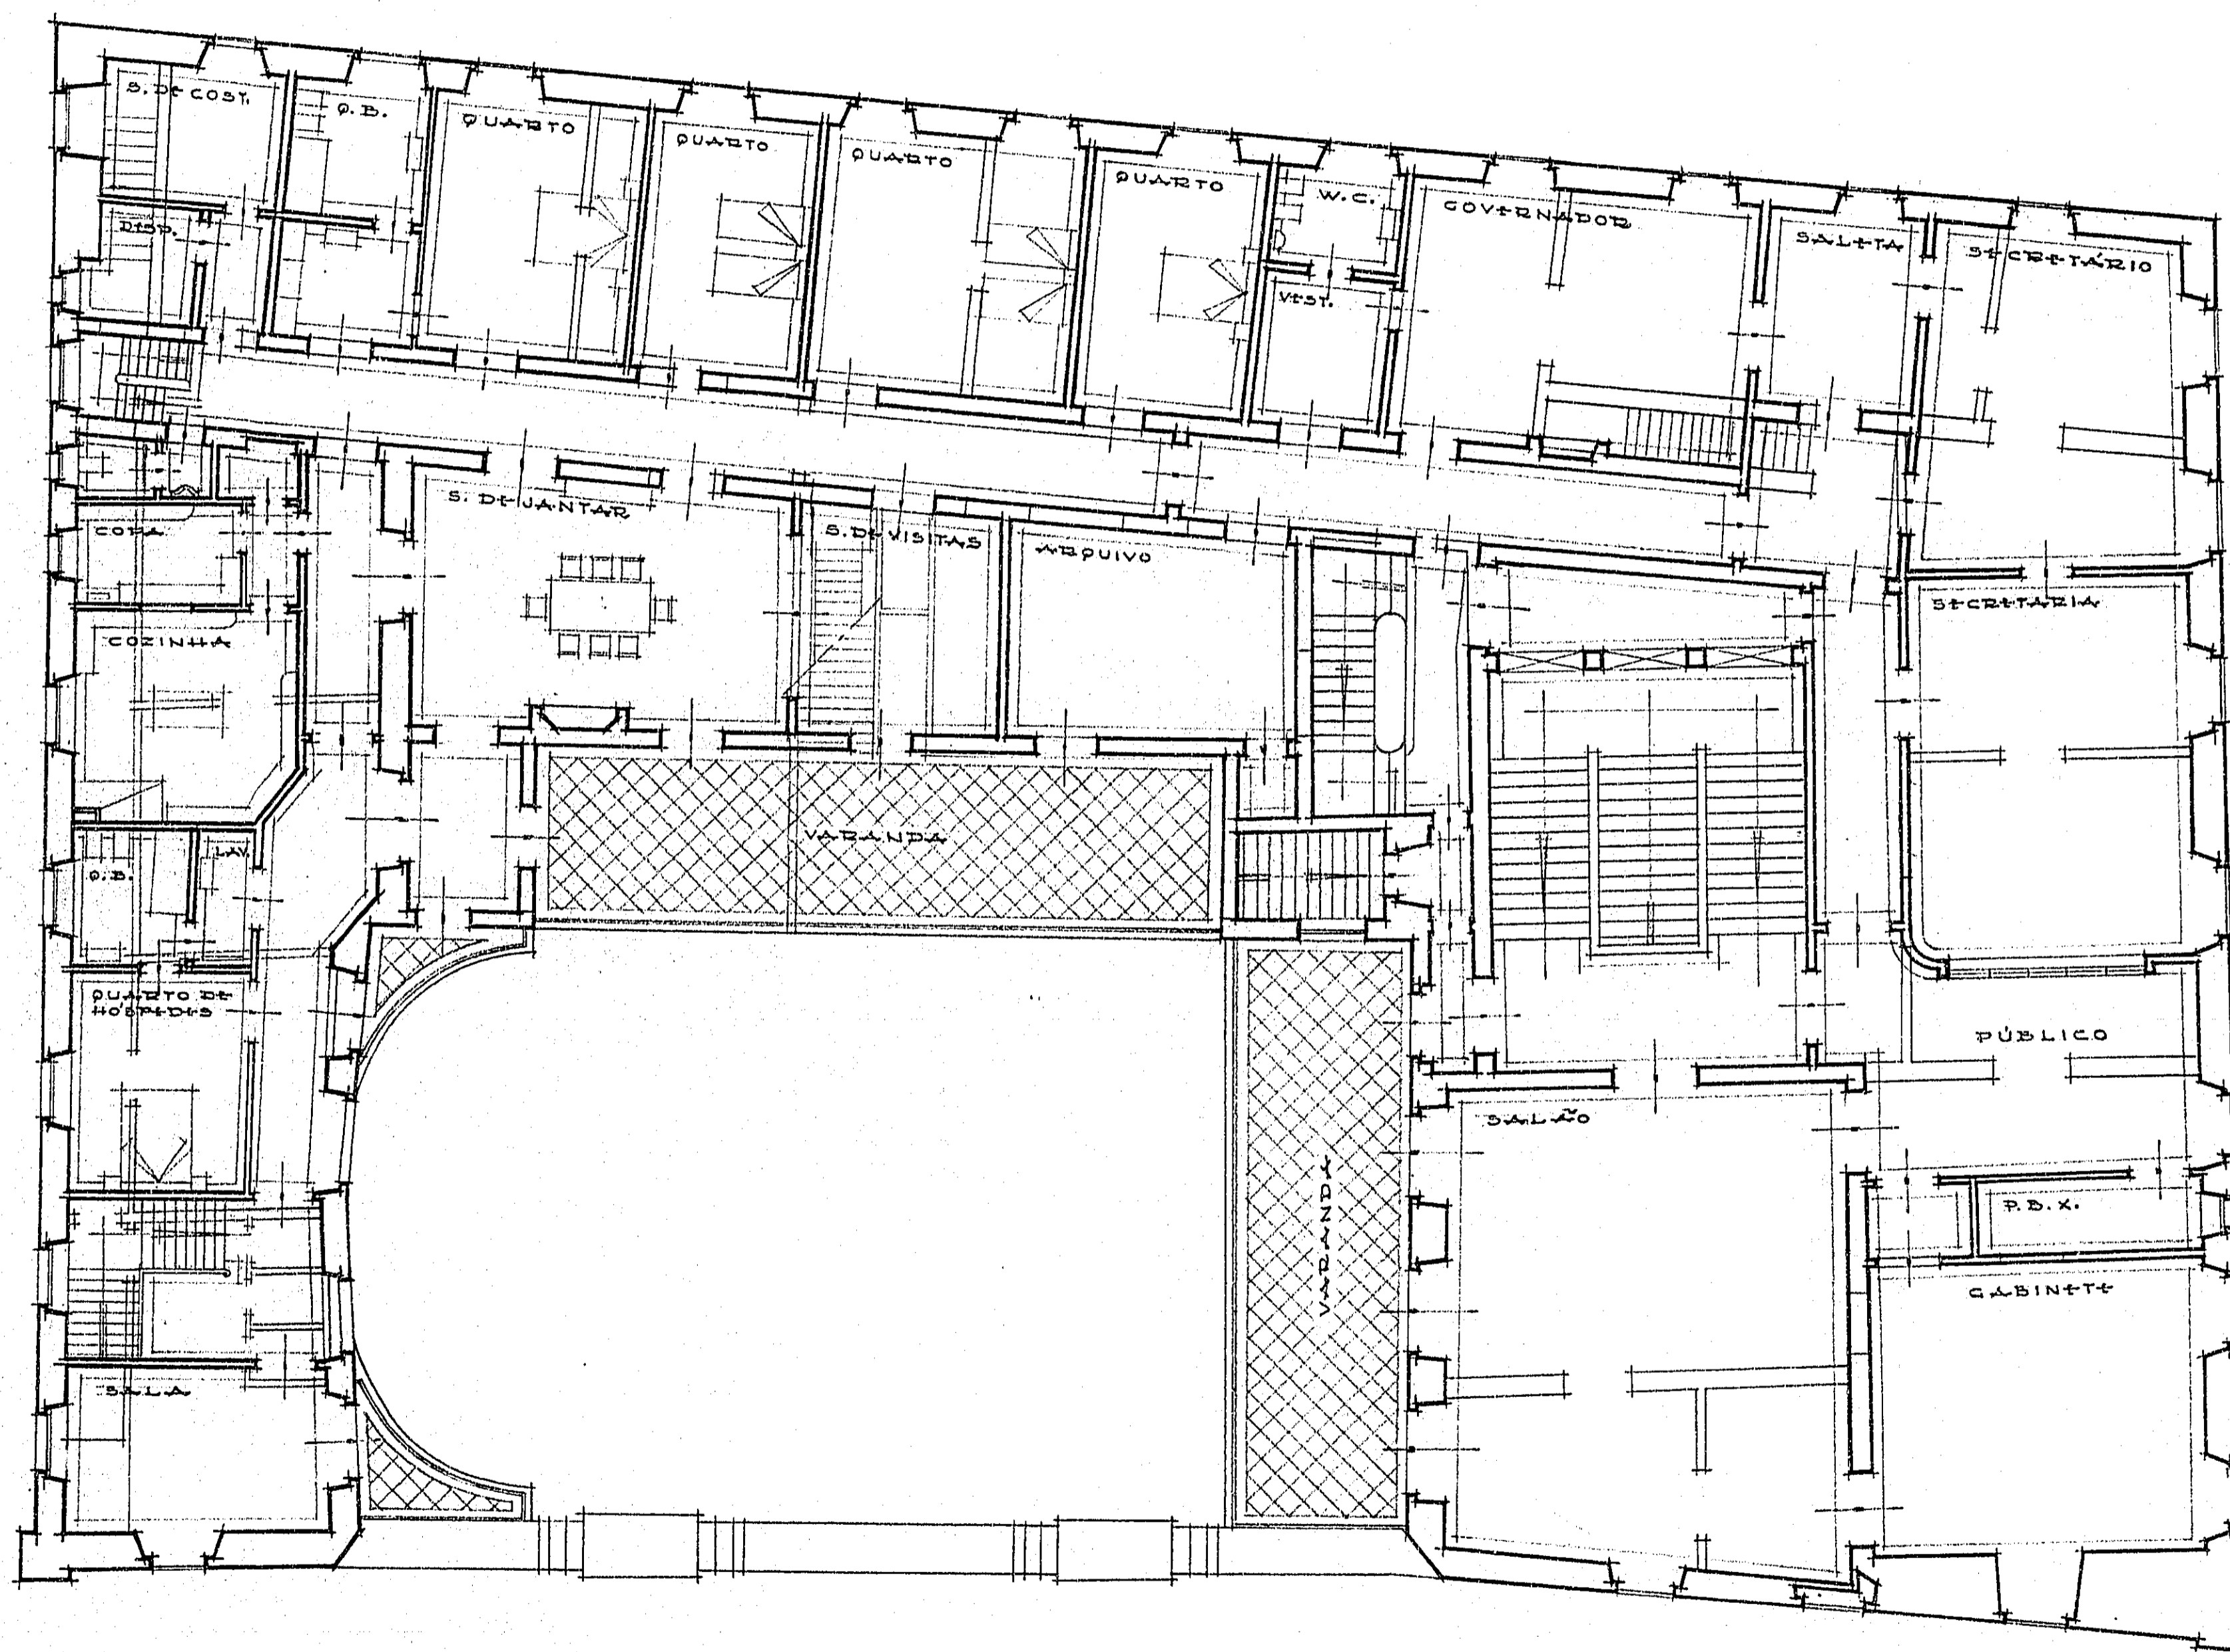 S. DE COST.
Q.B.
QUARTO
QUARTO
QUARTO
QUARTO
W.C.
GOVERNADOR
SALETA
SECRETÁRIO
DESP.
VEST.
S. DE JANTAR
S. DE VISITAS
ARQUIVO
COPA
SECRETARIA
COZINHA
VARANDA
LAV.
Q.B.
QUARTO DE
HÓSPEDES
PÚBLICO
SALÃO
VARANDA
P.B.X.
GABINETE
SALA